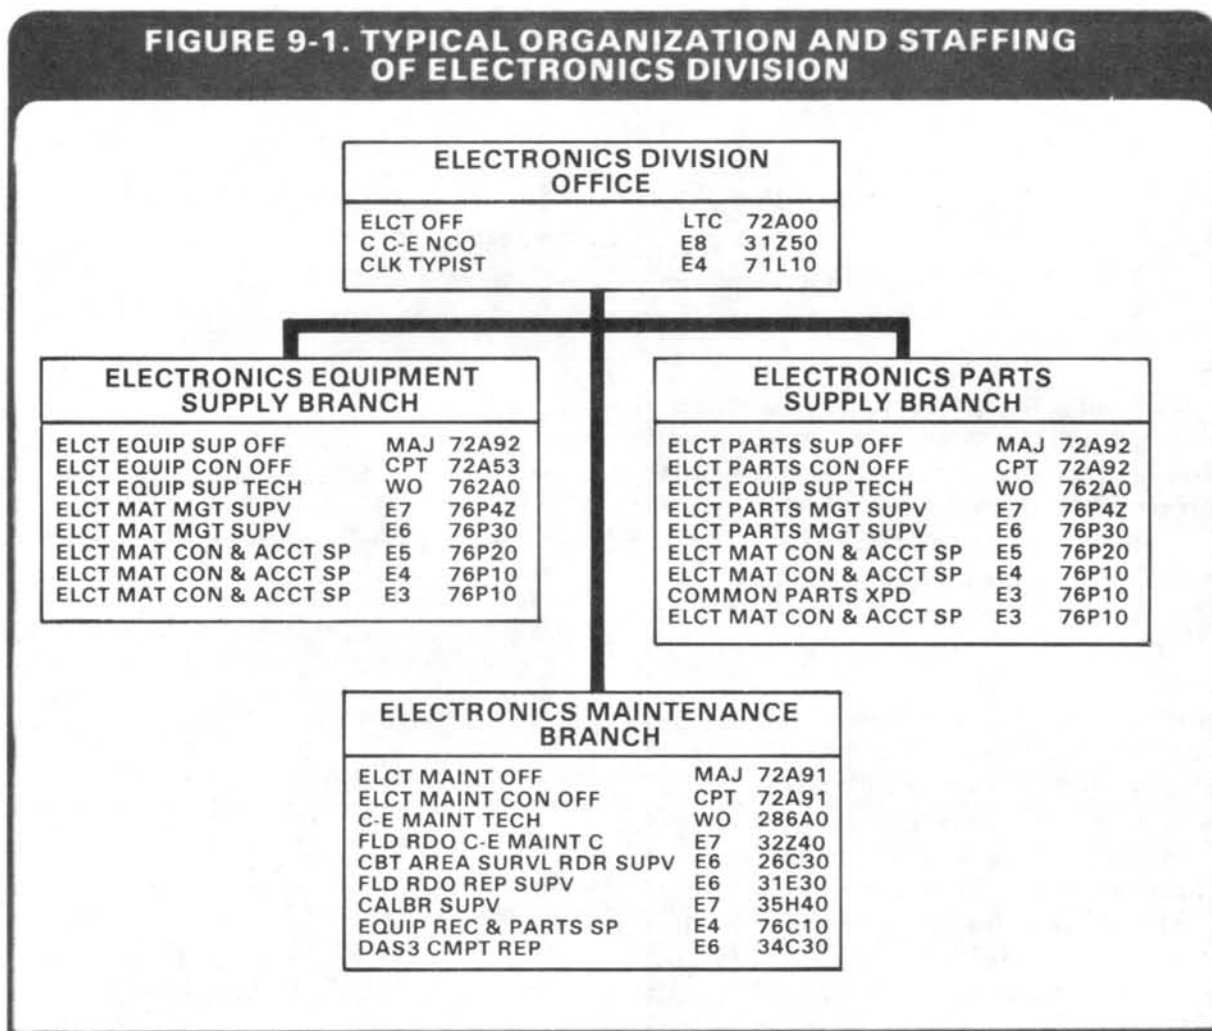 FIGURE 9-1. TYPICAL ORGANIZATION AND STAFFING
OF ELECTRONICS DIVISION
ELECTRONICS DIVISION
OFFICE
ELCT OFF LTC 72A00
C C-E NCO E8 31Z50
CLK TYPIST E4 71L10
ELECTRONICS EQUIPMENT
SUPPLY BRANCH
ELCT EQUIP SUP OFF MAJ 72A92
ELCT EQUIP CON OFF CPT 72A53
ELCT EQUIP SUP TECH WO 762A0
ELCT MAT MGT SUPV E7 76P4Z
ELCT MAT MGT SUPV E6 76P30
ELCT MAT CON & ACCT SP E5 76P20
ELCT MAT CON & ACCT SP E4 76P10
ELCT MAT CON & ACCT SP E3 76P10
ELECTRONICS PARTS
SUPPLY BRANCH
ELCT PARTS SUP OFF MAJ 72A92
ELCT PARTS CON OFF CPT 72A92
ELCT EQUIP SUP TECH WO 762A0
ELCT PARTS MGT SUPV E7 76P4Z
ELCT PARTS MGT SUPV E6 76P30
ELCT MAT CON & ACCT SP E5 76P20
ELCT MAT CON & ACCT SP E4 76P10
COMMON PARTS XPD E3 76P10
ELCT MAT CON & ACCT SP E3 76P10
ELECTRONICS MAINTENANCE
BRANCH
ELCT MAINT OFF MAJ 72A91
ELCT MAINT CON OFF CPT 72A91
C-E MAINT TECH WO 286A0
FLD RDO C-E MAINT C E7 32Z40
CBT AREA SURVL RDR SUPV E6 26C30
FLD RDO REP SUPV E6 31E30
CALBR SUPV E7 35H40
EQUIP REC & PARTS SP E4 76C10
DAS3 CMPT REP E6 34C30